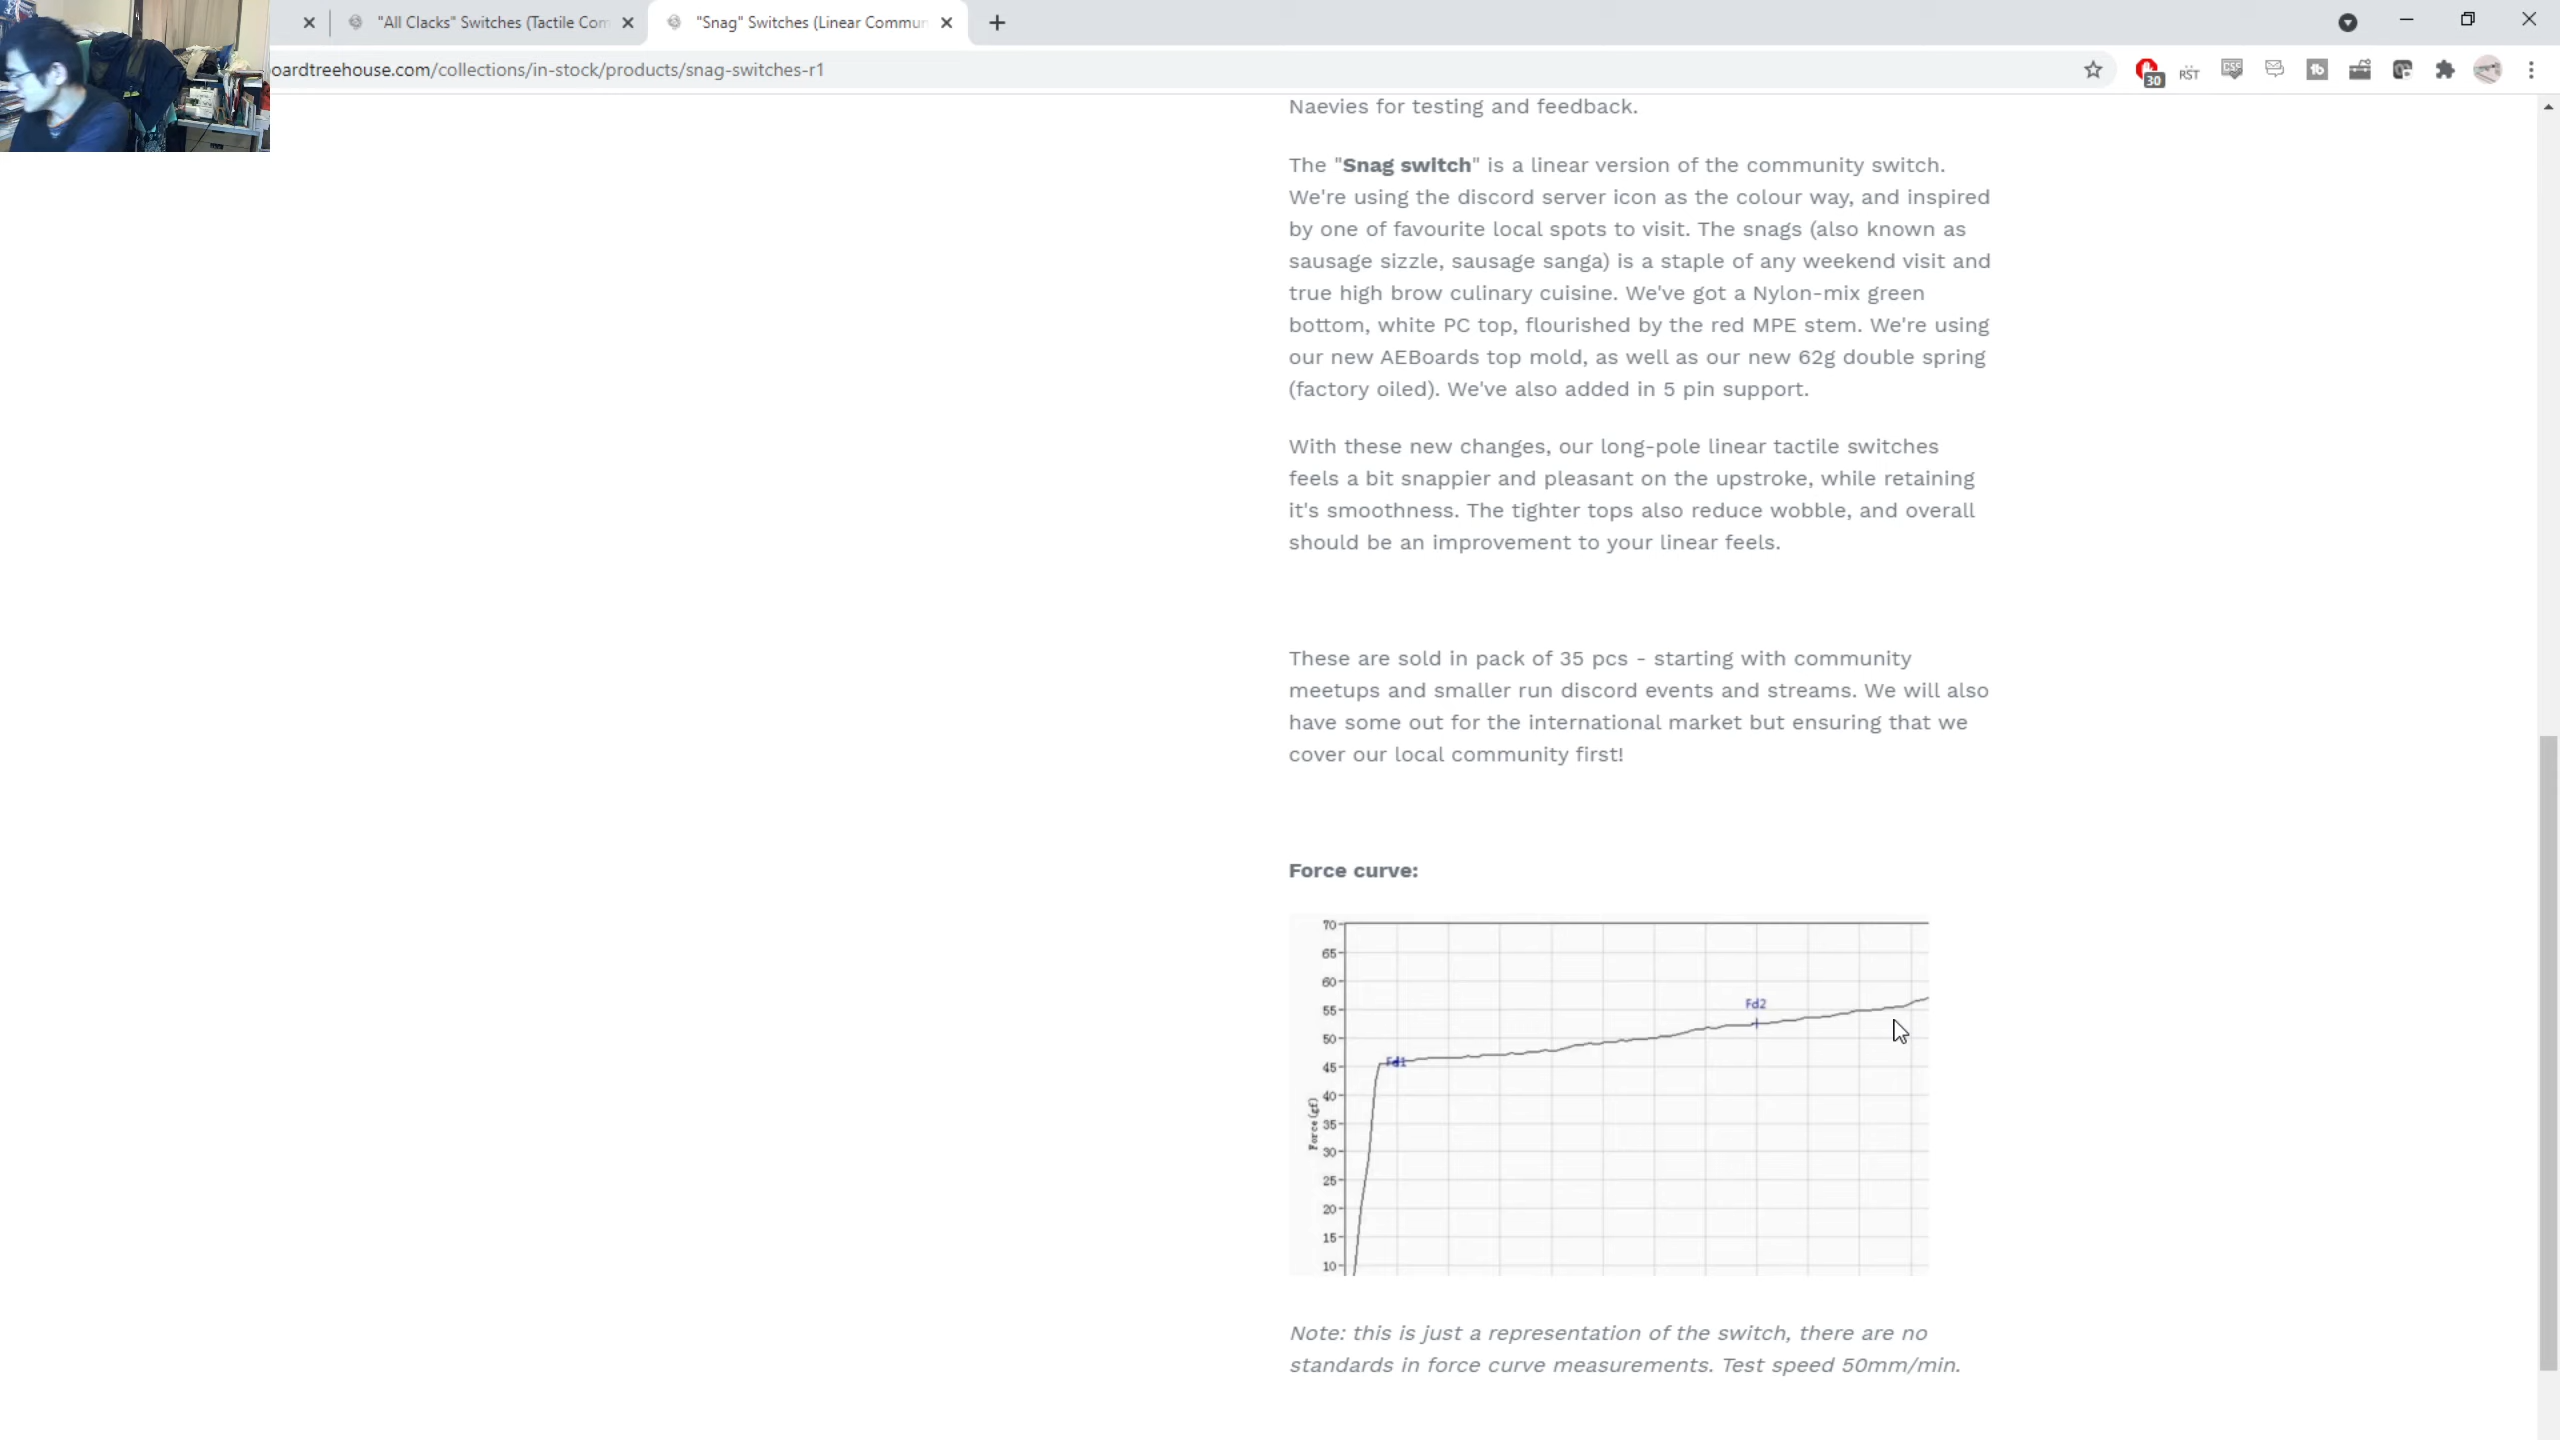 "All Clacks" Switches (Tactile Com
"Snag" Switches (Linear Commun
oardtreehouse.com/collections/in-stock/products/snag-switches-r1
30
RST
CSS
tb
Naevies for testing and feedback.
The "Snag switch" is a linear version of the community switch.
We're using the discord server icon as the colour way, and inspired
by one of favourite local spots to visit. The snags (also known as
sausage sizzle, sausage sanga) is a staple of any weekend visit and
true high brow culinary cuisine. We've got a Nylon-mix green
bottom, white PC top, flourished by the red MPE stem. We're using
our new AEBoards top mold, as well as our new 62g double spring
(factory oiled). We've also added in 5 pin support.
With these new changes, our long-pole linear tactile switches
feels a bit snappier and pleasant on the upstroke, while retaining
it's smoothness. The tighter tops also reduce wobble, and overall
should be an improvement to your linear feels.
These are sold in pack of 35 pcs - starting with community
meetups and smaller run discord events and streams. We will also
have some out for the international market but ensuring that we
cover our local community first!
Force curve:
70
65
60
55
50
45
40
35
30
25
20
15
10
Force(gf)
Fd1
Fd2
Note: this is just a representation of the switch, there are no
standards in force curve measurements. Test speed 50mm/min.